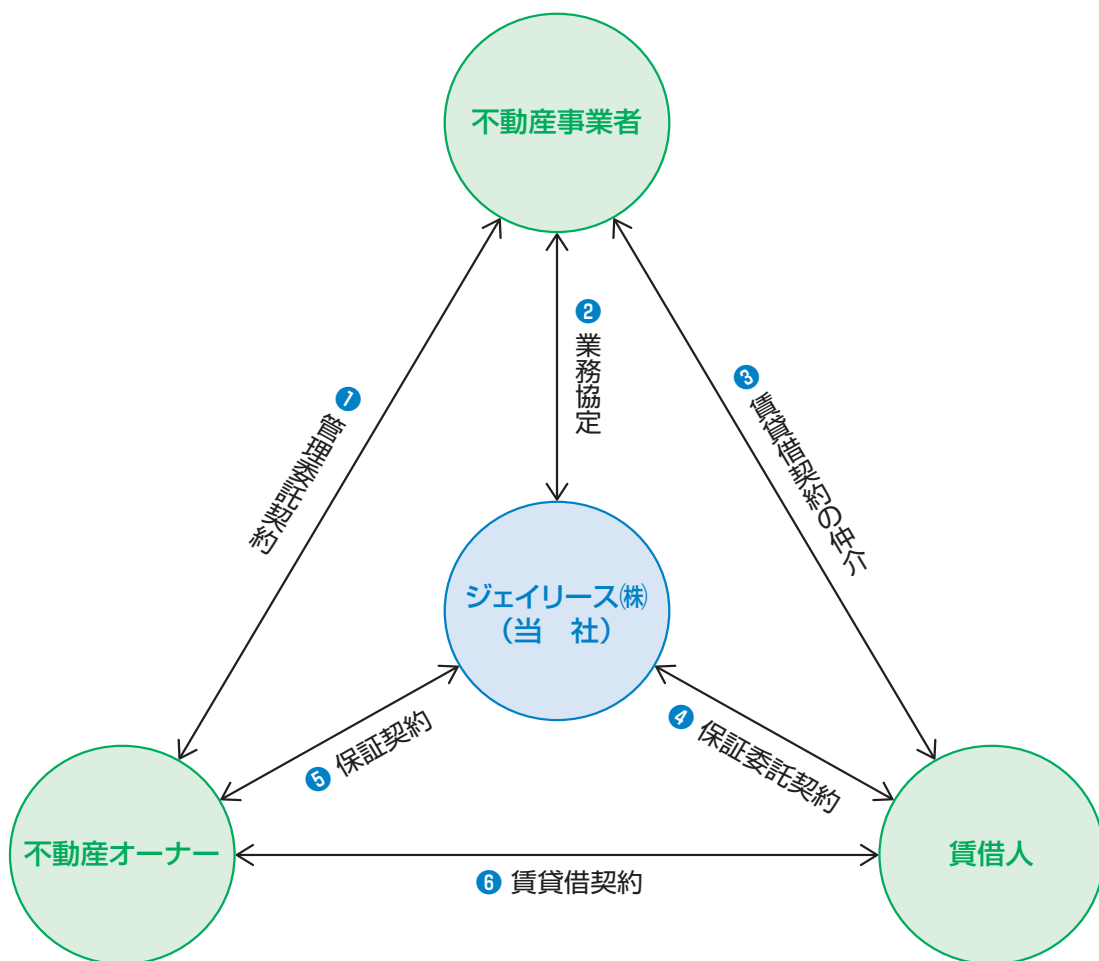 不動産事業者
❶ 管理委託契約
❷ 業務協定
❸ 賃貸借契約の仲介
ジェイリース㈱
（当　社）
❹ 保証委託契約
❺ 保証契約
不動産オーナー
賃借人
❻ 賃貸借契約